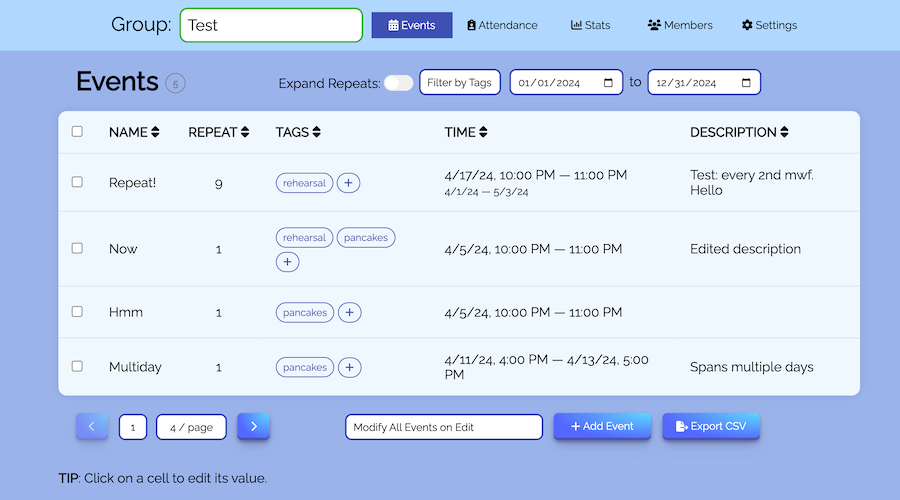 Group: Test Events Attendance Stats Members Settings
Events 5 Expand Repeats: Filter by Tags 01/01/2024 to 12/31/2024
NAME REPEAT TAGS TIME DESCRIPTION
Repeat! 9 rehearsal + 4/17/24, 10:00 PM — 11:00 PM Test: every 2nd mwf.
4/1/24 — 5/3/24 Hello
Now 1 rehearsal pancakes 4/5/24, 10:00 PM — 11:00 PM Edited description
+
Hmm 1 pancakes + 4/5/24, 10:00 PM — 11:00 PM
Multiday 1 pancakes + 4/11/24, 4:00 PM — 4/13/24, 5:00 Spans multiple days
PM
1 4 / page Modify All Events on Edit + Add Event Export CSV
TIP: Click on a cell to edit its value.